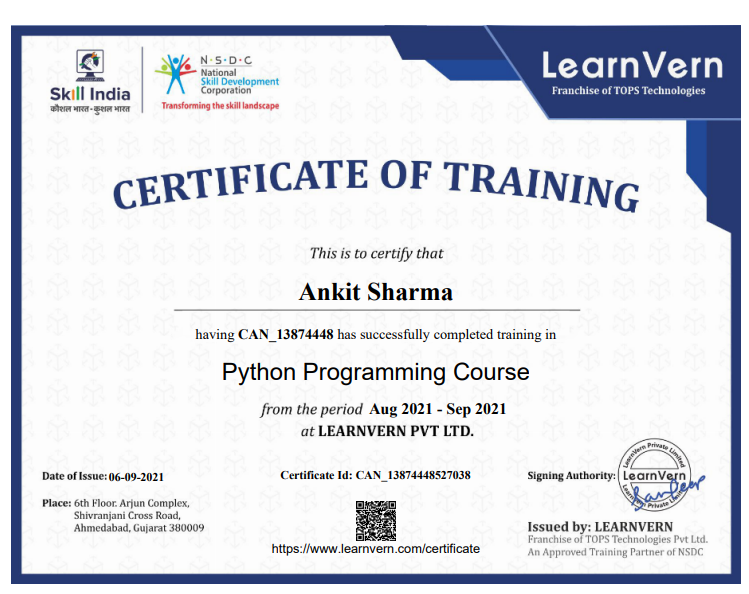 Skill India
कौशल भारत - कुशल भारत
N·S·D·C
National
Skill Development
Corporation
Transforming the skill landscape
LearnVern
Franchise of TOPS Technologies
CERTIFICATE OF TRAINING
This is to certify that
Ankit Sharma
having CAN_13874448 has successfully completed training in
Python Programming Course
from the period Aug 2021 - Sep 2021
at LEARNVERN PVT LTD.
Date of Issue: 06-09-2021
Place: 6th Floor. Arjun Complex,
Shivranjani Cross Road,
Ahmedabad, Gujarat 380009
Certificate Id: CAN_13874448527038
https://www.learnvern.com/certificate
Signing Authority:
LearnVern Private Limited
LearnVern
Issued by: LEARNVERN
Franchise of TOPS Technologies Pvt Ltd.
An Approved Training Partner of NSDC